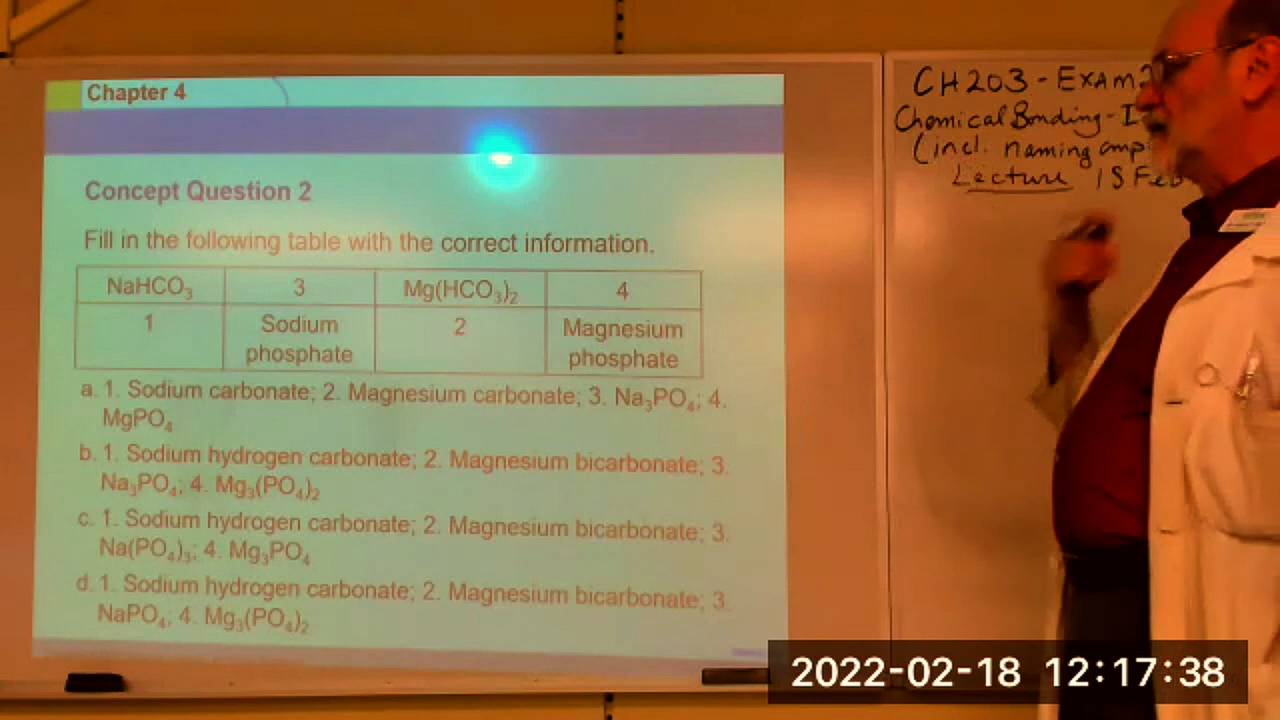 Chapter 4
Concept Question 2
Fill in the following table with the correct information.
NaHCO₃ 3 Mg(HCO₃)₂ 4
1 Sodium phosphate 2 Magnesium phosphate
a. 1. Sodium carbonate; 2. Magnesium carbonate; 3. Na₃PO₄; 4.
MgPO₄
b. 1. Sodium hydrogen carbonate; 2. Magnesium bicarbonate; 3.
Na₃PO₄; 4. Mg₃(PO₄)₂
c. 1. Sodium hydrogen carbonate; 2. Magnesium bicarbonate; 3.
Na(PO₄)₃; 4. Mg₃PO₄
d. 1. Sodium hydrogen carbonate; 2. Magnesium bicarbonate; 3.
NaPO₄; 4. Mg₃(PO₄)₂
CH203 - EXAM 2
Chemical Bonding - I
(incl. naming cmp
Lecture 18 Feb
2022-02-18 12:17:38